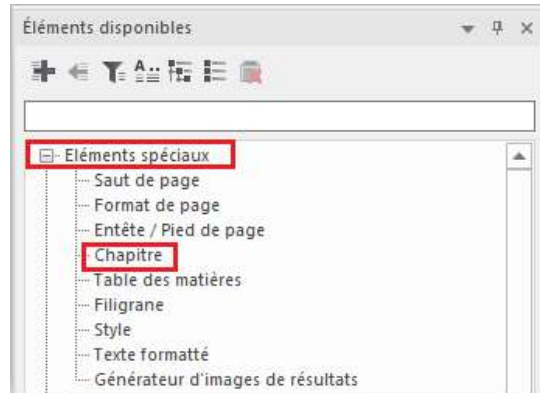 Éléments disponibles
Eléments spéciaux
Saut de page
Format de page
Entête / Pied de page
Chapitre
Table des matières
Filigrane
Style
Texte formatté
Générateur d'images de résultats